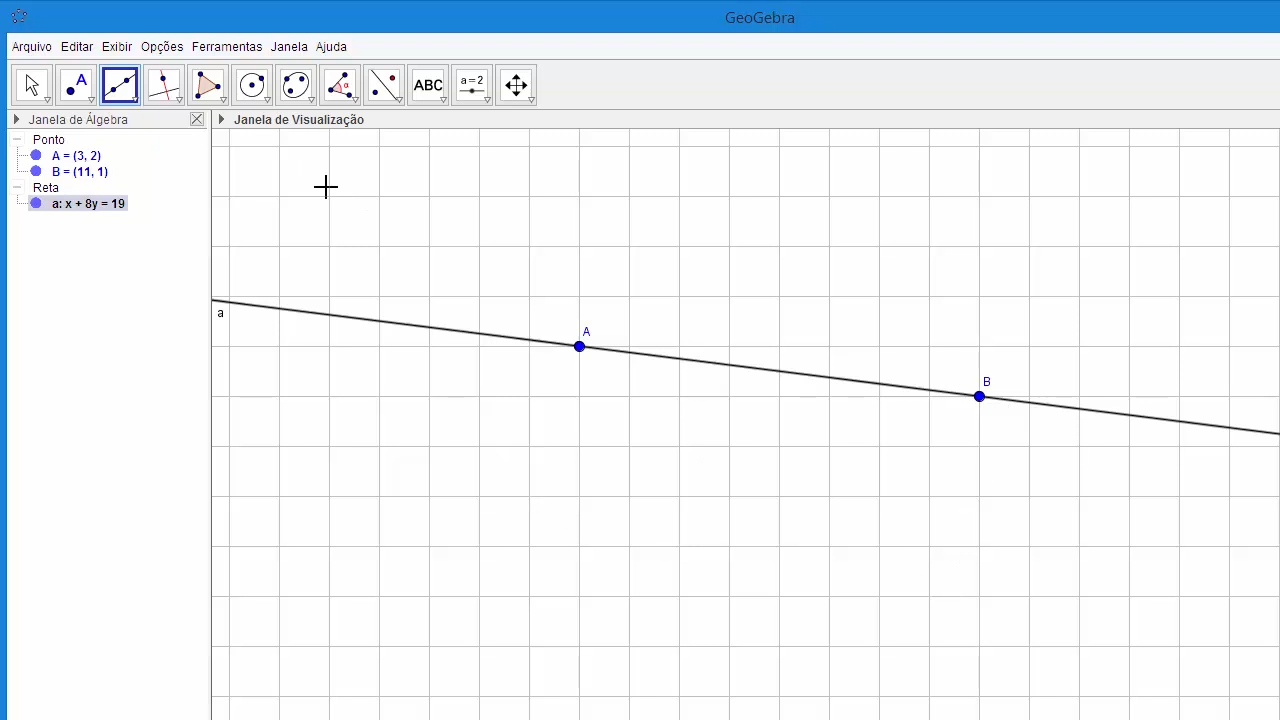 GeoGebra
Arquivo Editar Exibir Opções Ferramentas Janela Ajuda
A α ABC a=2
Janela de Álgebra
Janela de Visualização
Ponto
A = (3, 2)
B = (11, 1)
Reta
a: x + 8y = 19
a
A
B